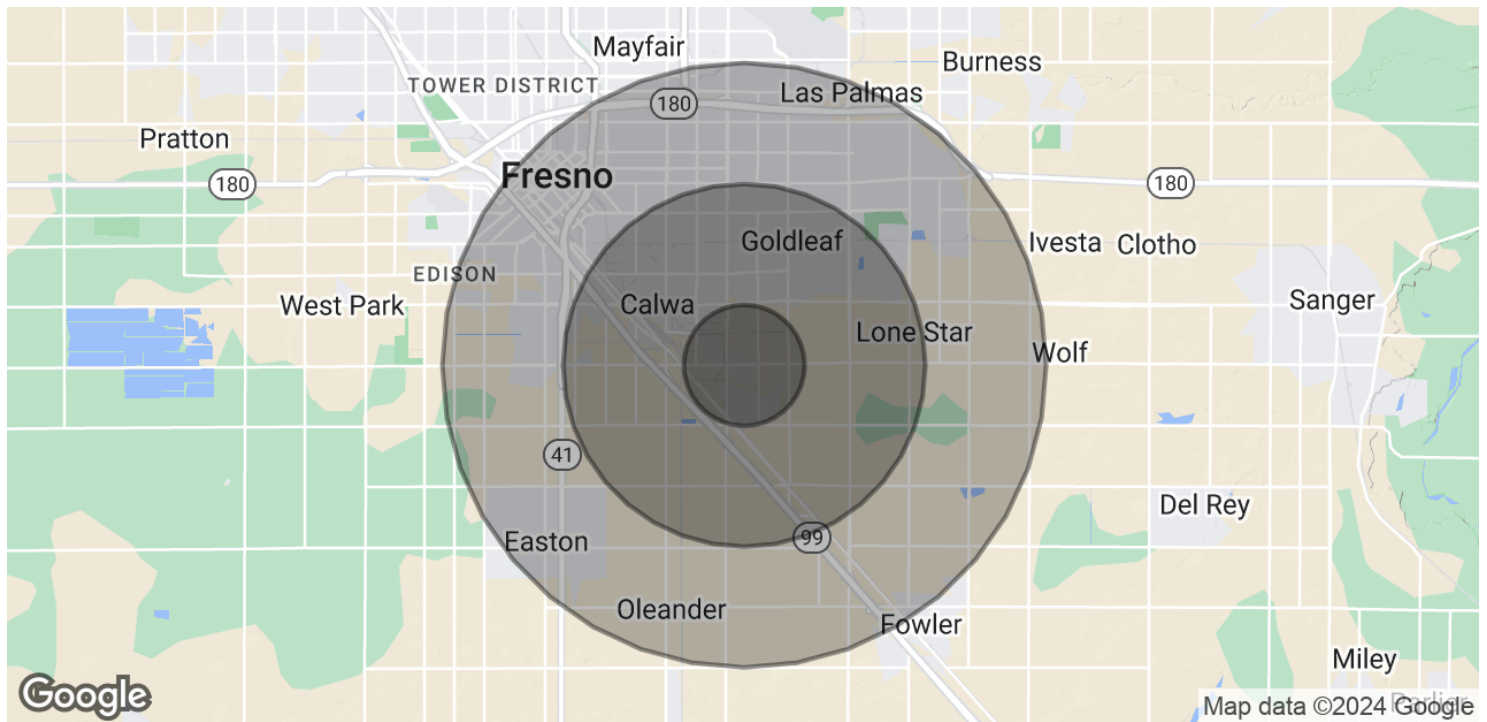 Mayfair
Burness
TOWER DISTRICT
Las Palmas
180
Pratton
Fresno
180
180
Goldleaf
Ivesta
Clotho
EDISON
West Park
Calwa
Sanger
Lone Star
Wolf
41
Del Rey
99
Easton
Oleander
Fowler
Miley
Google
Map data ©2024 Google